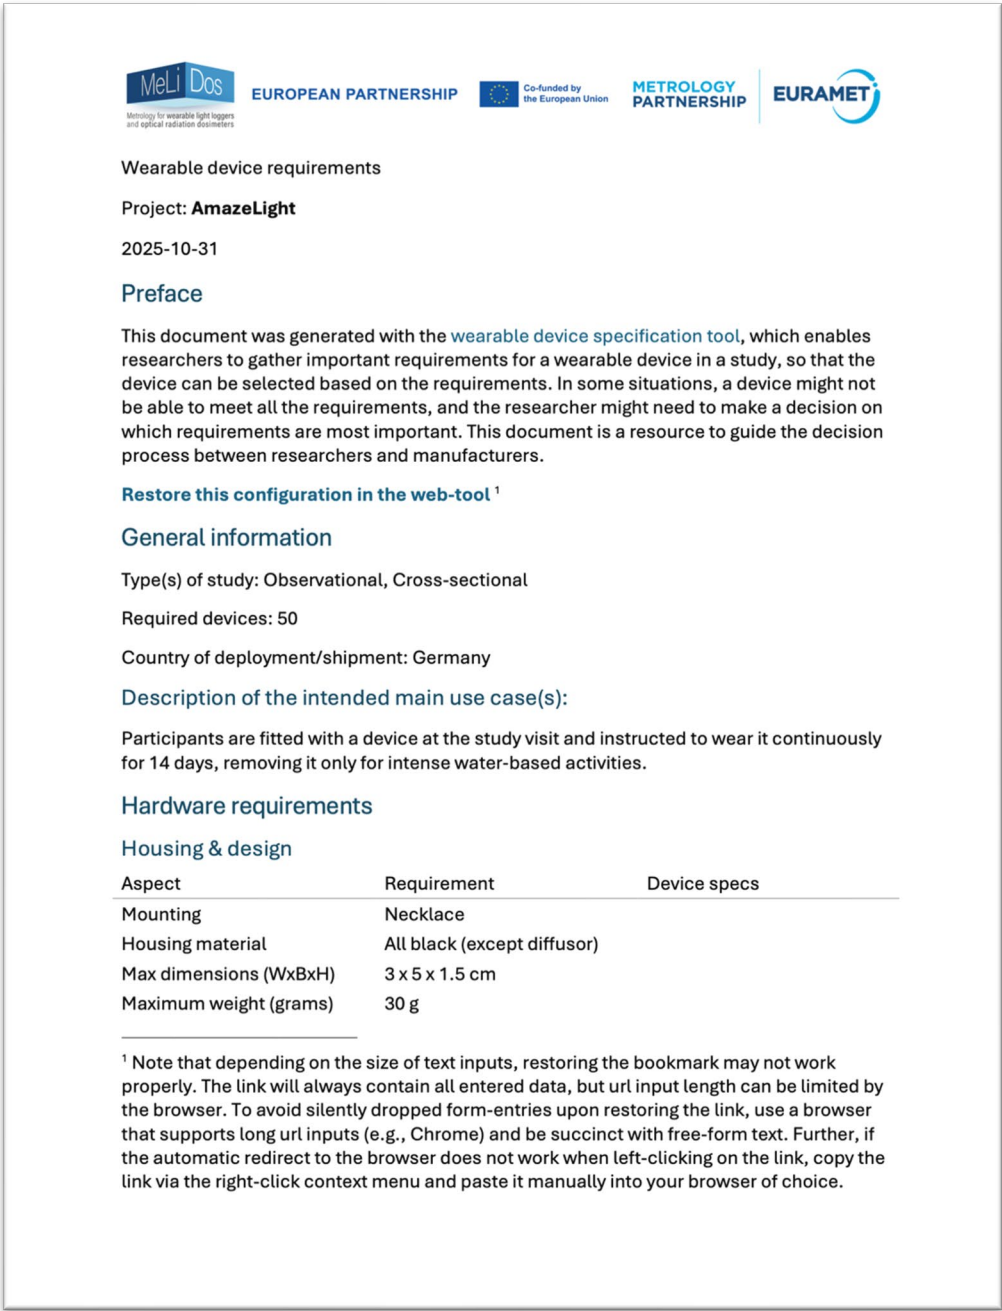 MeLiDos
Metrology for wearable light loggers
and optical radiation dosimeters
EUROPEAN PARTNERSHIP
Co-funded by
the European Union
METROLOGY
PARTNERSHIP
EURAMET
Wearable device requirements
Project: AmazeLight
2025-10-31
Preface
This document was generated with the wearable device specification tool, which enables
researchers to gather important requirements for a wearable device in a study, so that the
device can be selected based on the requirements. In some situations, a device might not
be able to meet all the requirements, and the researcher might need to make a decision on
which requirements are most important. This document is a resource to guide the decision
process between researchers and manufacturers.
Restore this configuration in the web-tool ¹
General information
Type(s) of study: Observational, Cross-sectional
Required devices: 50
Country of deployment/shipment: Germany
Description of the intended main use case(s):
Participants are fitted with a device at the study visit and instructed to wear it continuously
for 14 days, removing it only for intense water-based activities.
Hardware requirements
Housing & design
Aspect Requirement Device specs
Mounting Necklace
Housing material All black (except diffusor)
Max dimensions (WxBxH) 3 x 5 x 1.5 cm
Maximum weight (grams) 30 g
¹ Note that depending on the size of text inputs, restoring the bookmark may not work
properly. The link will always contain all entered data, but url input length can be limited by
the browser. To avoid silently dropped form-entries upon restoring the link, use a browser
that supports long url inputs (e.g., Chrome) and be succinct with free-form text. Further, if
the automatic redirect to the browser does not work when left-clicking on the link, copy the
link via the right-click context menu and paste it manually into your browser of choice.